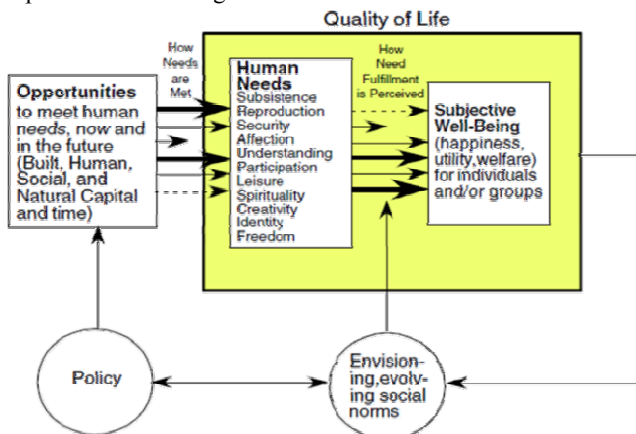 Quality of Life
How
Needs
are
Met
Opportunities
to meet human
needs, now and
in the future
(Built, Human,
Social, and
Natural Capital
and time)
Human
Needs
Subsistence
Reproduction
Security
Affection
Understanding
Participation
Leisure
Spirituality
Creativity
Identity
Freedom
How
Need
Fulfillment
is Perceived
Subjective
Well-Being
(happiness,
utility,welfare)
for individuals
and/or groups
Policy
Envision-
ing,evolv-
ing social
norms